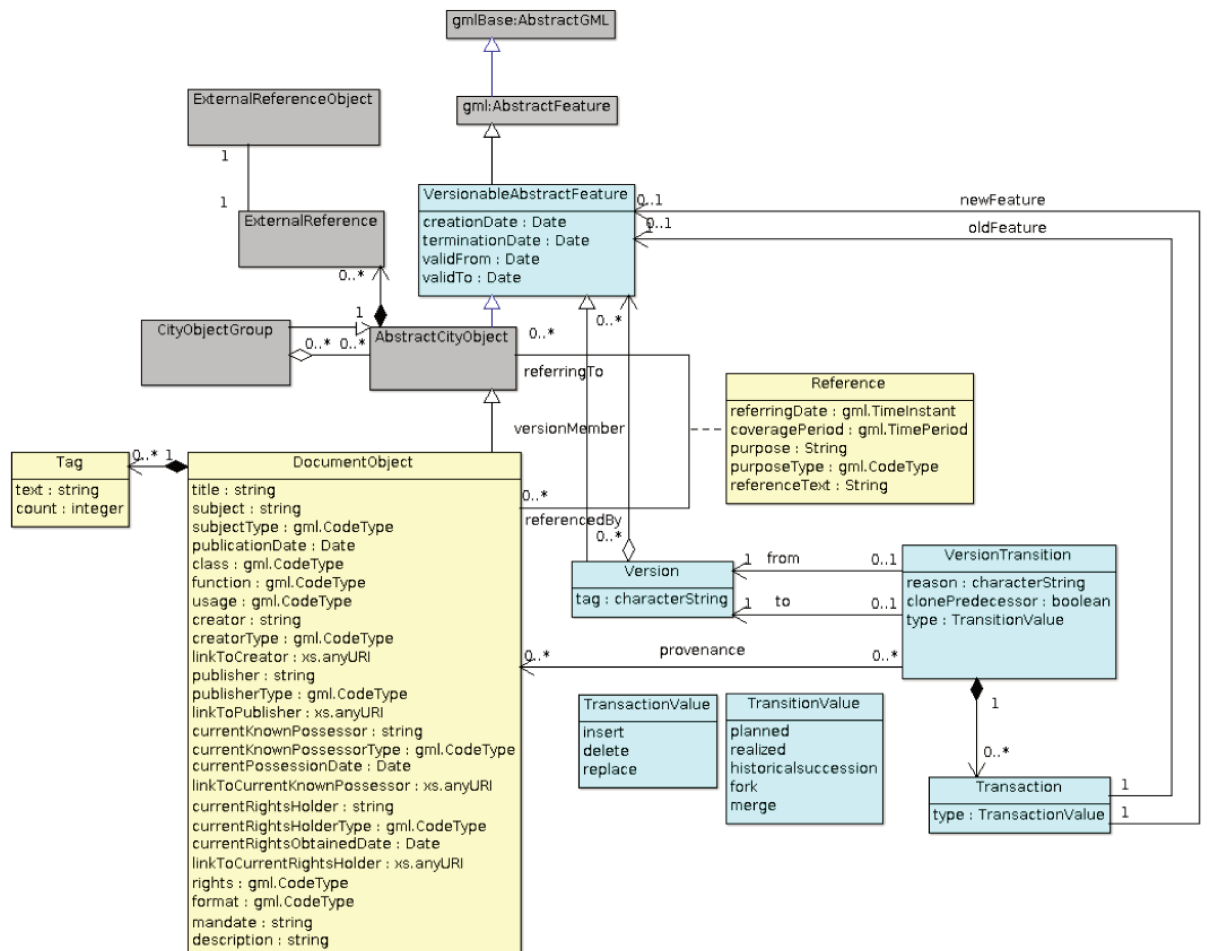 gmlBase:AbstractGML
gml:AbstractFeature
ExternalReferenceObject
1
1
ExternalReference
0..*
VersionableAbstractFeature
creationDate : Date
terminationDate : Date
validFrom : Date
validTo : Date
0..1
newFeature
0..1
oldFeature
CityObjectGroup
1
0..*
0..*
AbstractCityObject
0..*
0..*
referringTo
versionMember
Reference
referringDate : gml.TimeInstant
coveragePeriod : gml.TimePeriod
purpose : String
purposeType : gml.CodeType
referenceText : String
Tag
text : string
count : integer
0..*
1
DocumentObject
title : string
subject : string
subjectType : gml.CodeType
publicationDate : Date
class : gml.CodeType
function : gml.CodeType
usage : gml.CodeType
creator : string
creatorType : gml.CodeType
linkToCreator : xs.anyURI
publisher : string
publisherType : gml.CodeType
linkToPublisher : xs.anyURI
currentKnownPossessor : string
currentKnownPossessorType : gml.CodeType
currentPossessionDate : Date
linkToCurrentKnownPossessor : xs.anyURI
currentRightsHolder : string
currentRightsHolderType : gml.CodeType
currentRightsObtainedDate : Date
linkToCurrentRightsHolder : xs.anyURI
rights : gml.CodeType
format : gml.CodeType
mandate : string
description : string
0..*
referencedBy
0..*
Version
tag : characterString
1
from
0..1
1
to
0..1
VersionTransition
reason : characterString
clonePredecessor : boolean
type : TransitionValue
0..*
provenance
0..*
TransactionValue
insert
delete
replace
TransitionValue
planned
realized
historicalsuccession
fork
merge
1
0..*
Transaction
type : TransactionValue
1
1